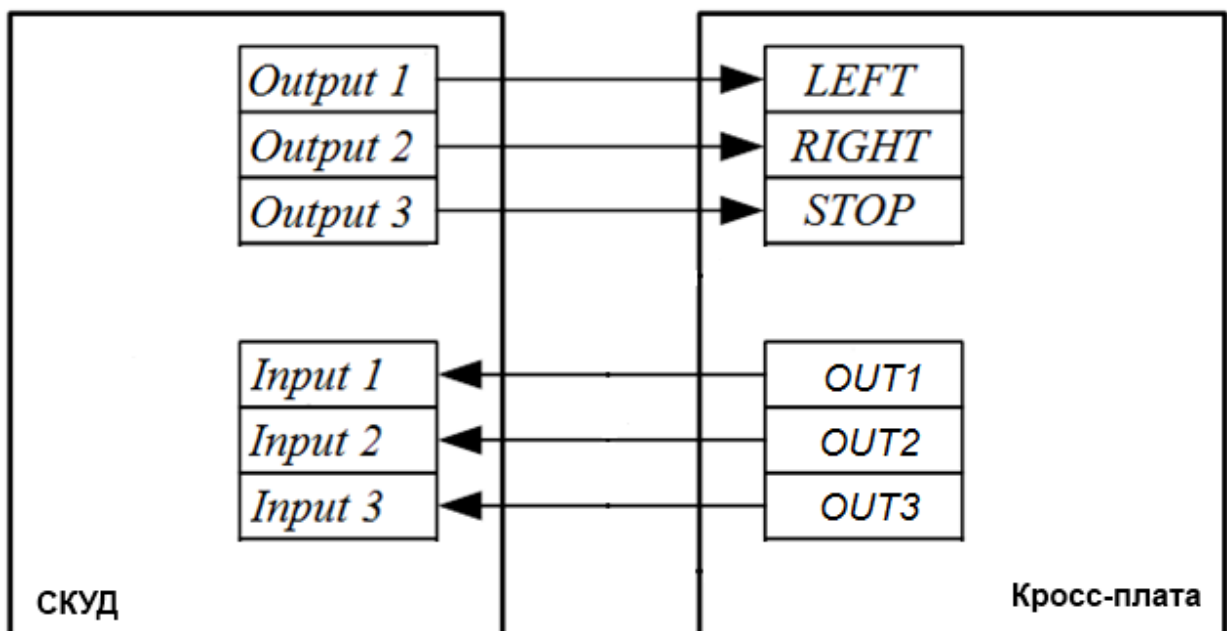 Output 1
LEFT
Output 2
RIGHT
Output 3
STOP
Input 1
OUT1
Input 2
OUT2
Input 3
OUT3
СКУД
Кросс-плата